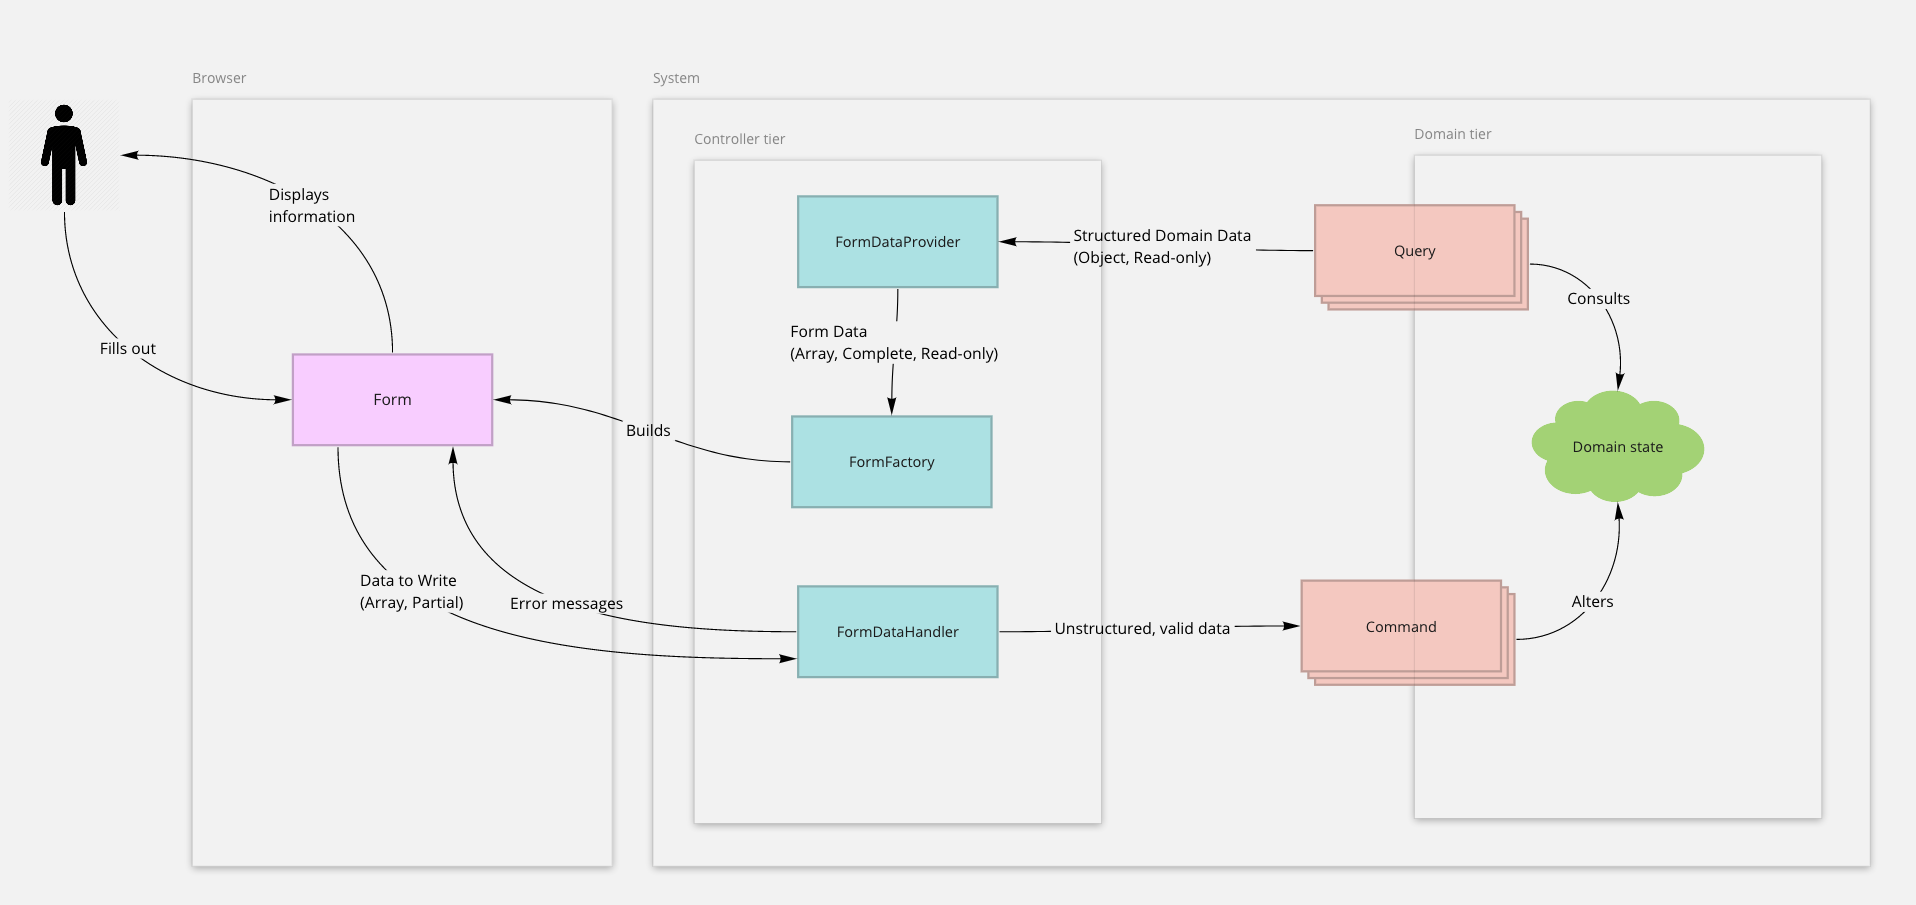 Browser
System
Controller tier
Domain tier
Displays
information
FormDataProvider
Structured Domain Data
(Object, Read-only)
Query
Consults
Form Data
(Array, Complete, Read-only)
Fills out
Form
Builds
FormFactory
Domain state
Data to Write
(Array, Partial)
Error messages
FormDataHandler
Unstructured, valid data
Command
Alters